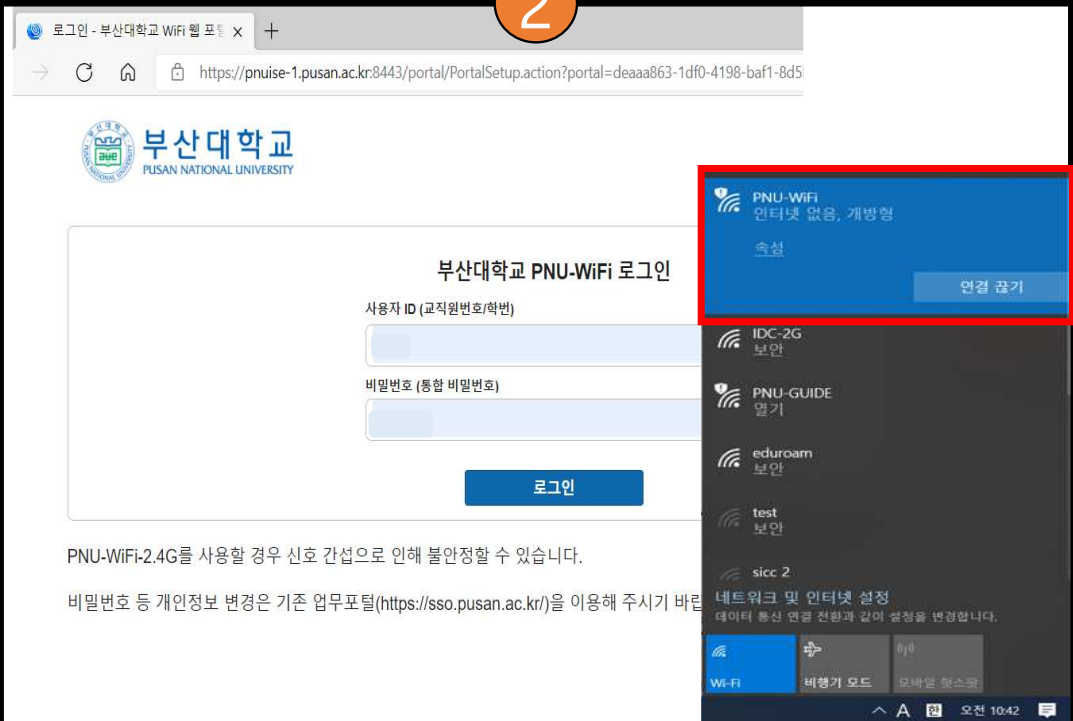 2
로그인 - 부산대학교 WiFi 웹 포털
https://pnuise-1.pusan.ac.kr:8443/portal/PortalSetup.action?portal=deaaa863-1df0-4198-baf1-8d5
부산대학교
PUSAN NATIONAL UNIVERSITY
부산대학교 PNU-WiFi 로그인
사용자 ID (교직원번호/학번)
비밀번호 (통합 비밀번호)
로그인
PNU-WiFi-2.4G를 사용할 경우 신호 간섭으로 인해 불안정할 수 있습니다.
비밀번호 등 개인정보 변경은 기존 업무포털(https://sso.pusan.ac.kr/)을 이용해 주시기 바랍
PNU-WiFi
인터넷 없음, 개방형
속성
연결 끊기
IDC-2G
보안
PNU-GUIDE
열기
eduroam
보안
test
보안
sicc 2
네트워크 및 인터넷 설정
데이터 통신 연결 전환과 같이 설정을 변경합니다.
Wi-Fi
비행기 모드
모바일 핫스팟
A 한 오전 10:42